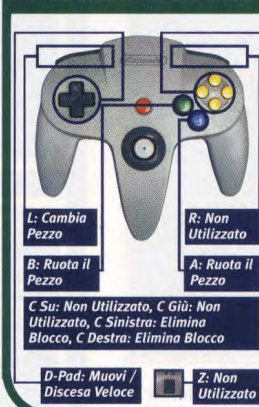 L: Cambia
Pezzo
R: Non
Utilizzato
B: Ruota il
Pezzo
A: Ruota il
Pezzo
C Su: Non Utilizzato, C Giù: Non
Utilizzato, C Sinistra: Elimina
Blocco, C Destra: Elimina Blocco
D-Pad: Muovi /
Discesa Veloce
Z: Non
Utilizzato